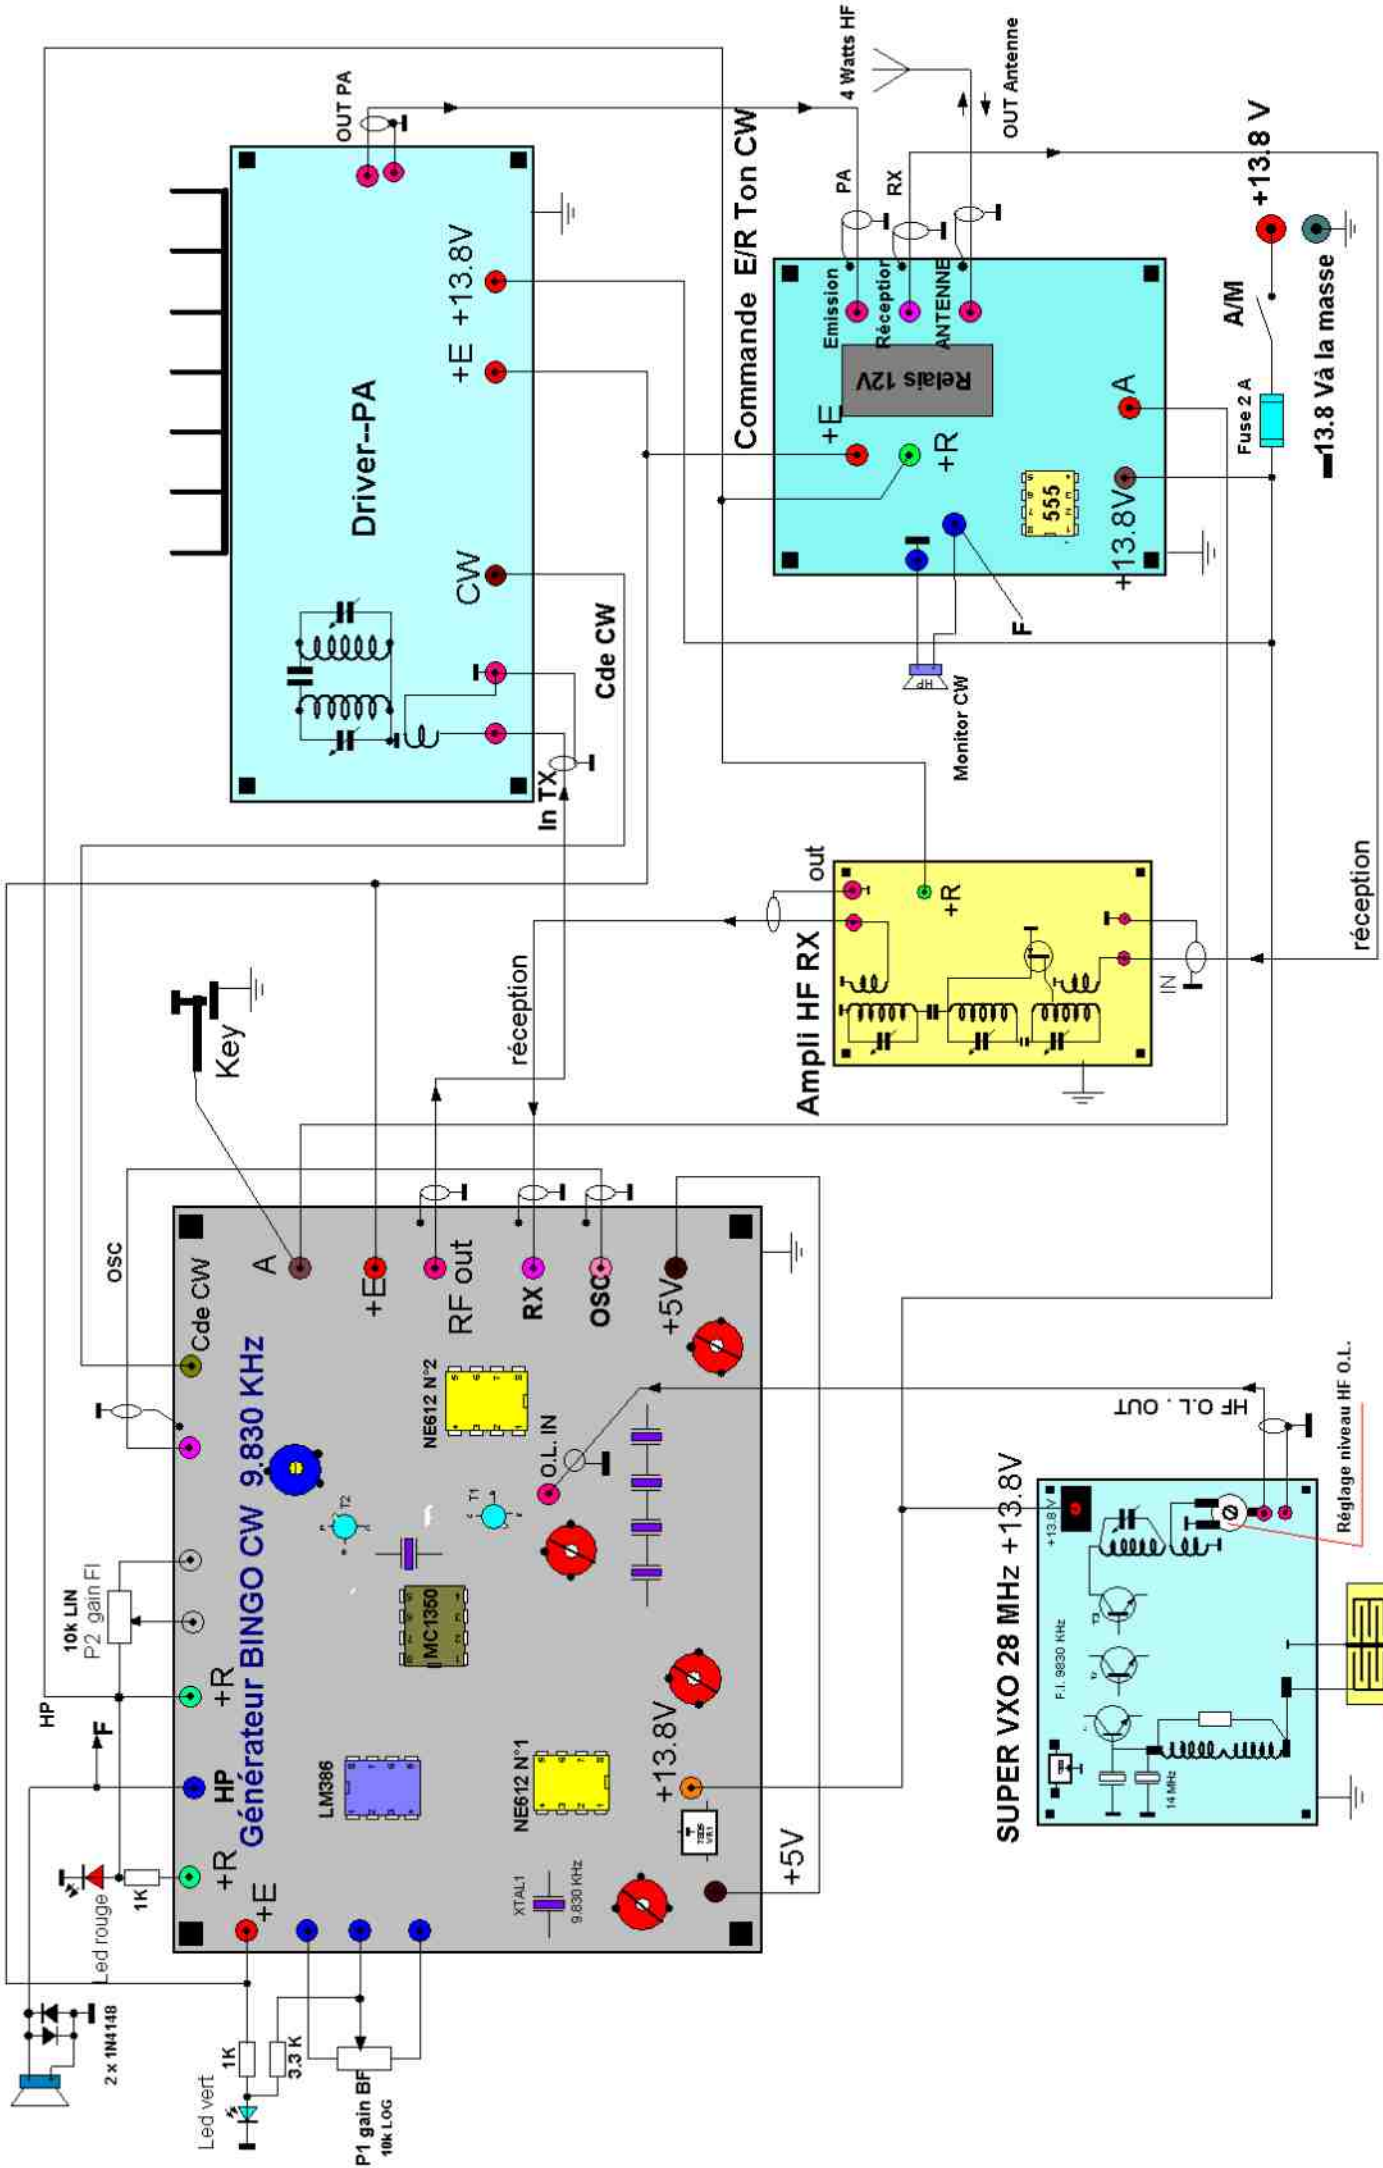 OUT PA
Driver--PA
CW
+E +13.8V
In TX
Cde CW
4 Watts HF
OUT Antenne
Commande E/R Ton CW
PA
RX
Emission
Réception
ANTENNE
Relais 12V
+E
+R
555
A
+13.8V
F
HP
Monitor CW
A/M
+13.8 V
Fuse 2 A
13.8 Và la masse
Ampli HF RX
out
+R
IN
réception
réception
Key
osc
Cde CW
A
+E
RF out
RX
OSC
+5V
Générateur BINGO CW 9.830 KHz
NE612 N°2
T2
T1
O.L. IN
MC1350
LM386
NE612 N°1
XTAL1
9.830 KHz
+13.8V
+5V
10k LIN
P2 gain FI
HP
+R
F
HP
+R
+E
1K
Led rouge
2 x 1N4148
Led vert
1K
3.3 K
P1 gain BF
10k LOG
SUPER VXO 28 MHz +13.8V
+13.8 V
F.I. 9830 KHz
T3
14 MHz
HF O.L. OUT
Réglage niveau HF O.L.